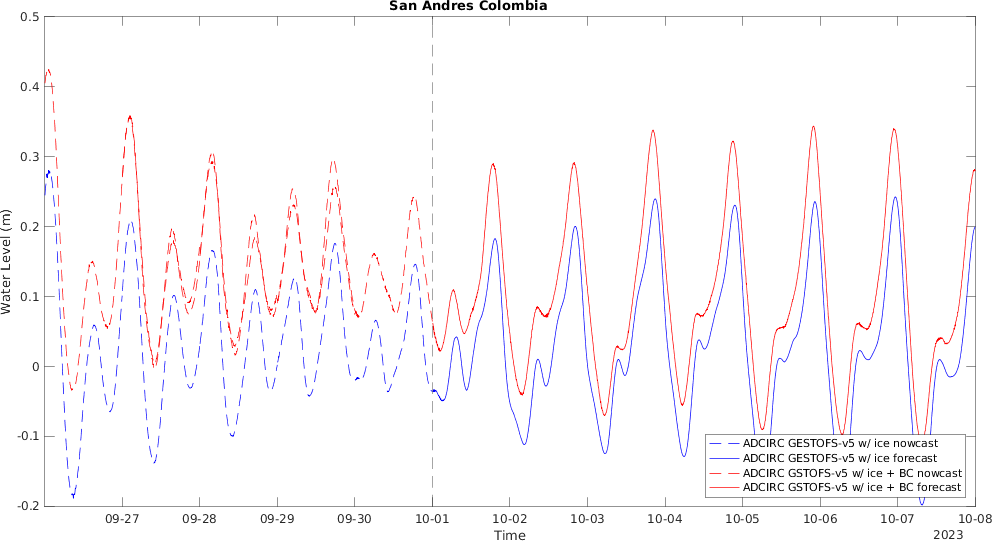 San Andres Colombia
0.5
0.4
0.3
0.2
0.1
0
-0.1
-0.2
Water Level (m)
ADCIRC GESTOFS-v5 w/ ice nowcast
ADCIRC GESTOFS-v5 w/ ice forecast
ADCIRC GSTOFS-v5 w/ ice + BC nowcast
ADCIRC GSTOFS-v5 w/ ice + BC forecast
09-27 09-28 09-29 09-30 10-01 10-02 10-03 10-04 10-05 10-06 10-07 10-08
Time
2023